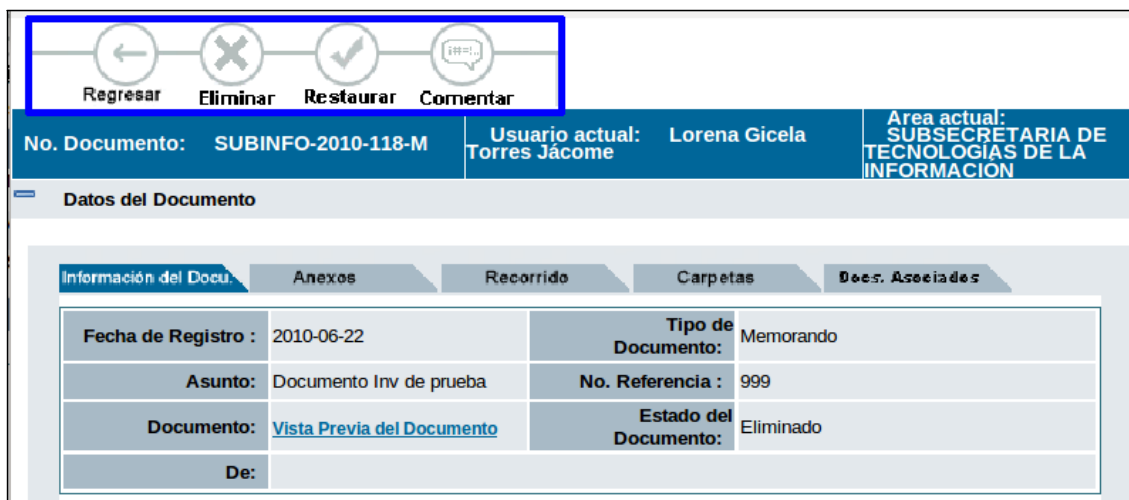 Regresar Eliminar Restaurar Comentar
No. Documento: SUBINFO-2010-118-M
Usuario actual: Lorena Gicela
Torres Jácome
Area actual:
SUBSECRETARIA DE
TECNOLOGÍAS DE LA
INFORMACIÓN
Datos del Documento
Información del Docu. Anexos Recorrido Carpetas Docs. Asociados
Fecha de Registro : 2010-06-22
Tipo de
Documento: Memorando
Asunto: Documento Inv de prueba
No. Referencia : 999
Documento: Vista Previa del Documento
Estado del
Documento: Eliminado
De: